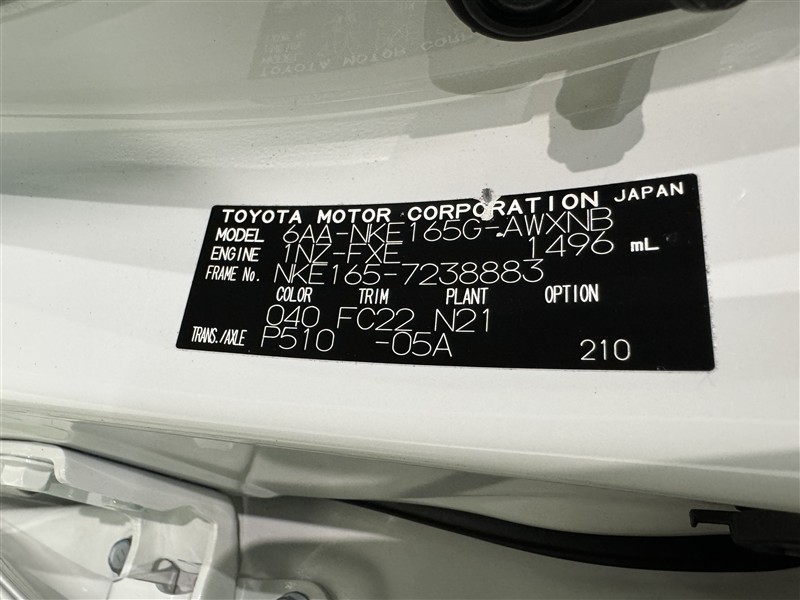 TOYOTA MOTOR CORPORATION JAPAN
MODEL 6AA-NKE165G-AWXNB
ENGINE 1NZ-FXE 1496 mL
FRAME No. NKE165-7238883
COLOR TRIM PLANT OPTION
040 FC22 N21
TRANS./AXLE P510 -05A 210